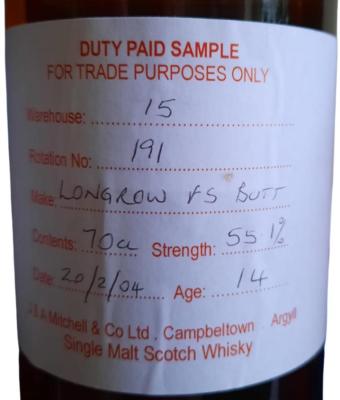 DUTY PAID SAMPLE
FOR TRADE PURPOSES ONLY
Warehouse: 15
Rotation No: 191
Make: LONGROW FS BUTT
Contents: 70cl Strength: 55.1%
Date: 20/2/04 Age: 14
J & A Mitchell & Co Ltd, Campbeltown Argyll
Single Malt Scotch Whisky